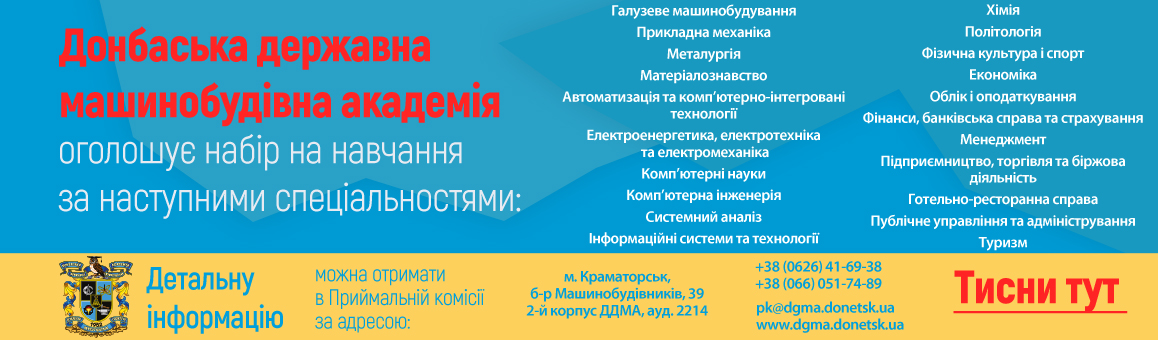 Донбаська державна
машинобудівна академія
оголошує набір на навчання
за наступними спеціальностями:
Галузеве машинобудування
Прикладна механіка
Металургія
Матеріалознавство
Автоматизація та комп'ютерно-інтегровані
технології
Електроенергетика, електротехніка
та електромеханіка
Комп'ютерні науки
Комп'ютерна інженерія
Системний аналіз
Інформаційні системи та технології
Хімія
Політологія
Фізична культура і спорт
Економіка
Облік і оподаткування
Фінанси, банківська справа та страхування
Менеджмент
Підприємництво, торгівля та біржова
діяльність
Готельно-ресторанна справа
Публічне управління та адміністрування
Туризм
Детальну
інформацію
можна отримати
в Приймальній комісії
за адресою:
м. Краматорськ,
б-р Машинобудівників, 39
2-й корпус ДДМА, ауд. 2214
+38 (0626) 41-69-38
+38 (066) 051-74-89
pk@dgma.donetsk.ua
www.dgma.donetsk.ua
Тисни тут